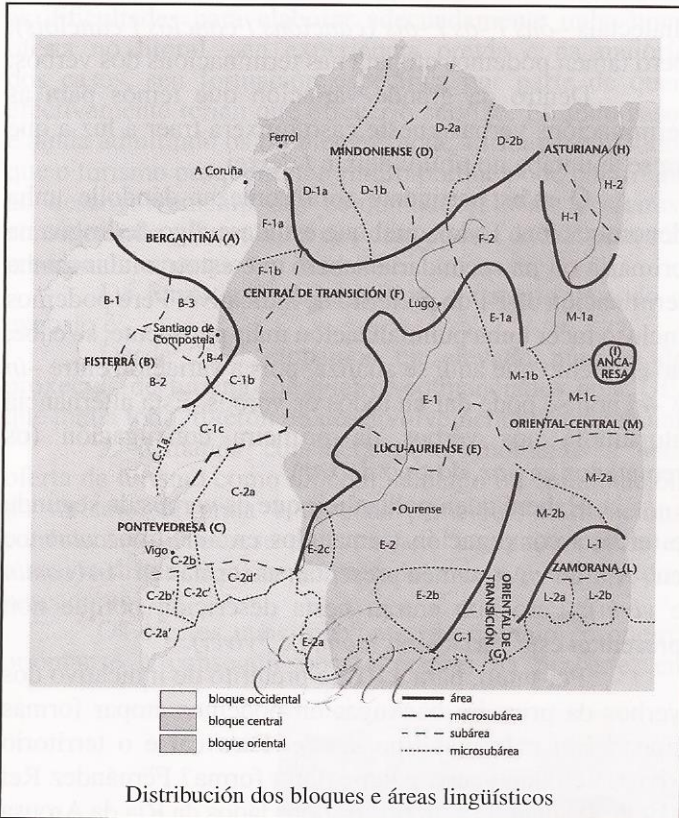 Ferrol
MINDONIENSE (D)
D-2a
D-2b
ASTURIANA (H)
A Coruña
D-1a
D-1b
H-2
H-1
F-1a
BERGANTIÑÁ (A)
F-1b
F-2
CENTRAL DE TRANSICIÓN (F)
Lugo
B-1
B-3
E-1a
M-1a
Santiago de
Compostela
FISTERRÁ (B)
B-4
B-2
C-1b
M-1b
(I)
ANCA-
RESA
M-1c
C-1a
C-1c
E-1
ORIENTAL-CENTRAL (M)
LUCU-AURIENSE (E)
C-2a
M-2a
M-2b
Ourense
PONTEVEDRESA (C)
Vigo
E-2c
E-2
L-1
ZAMORANA (L)
C-2b
C-2d'
C-2b'
C-2c'
C-2a'
E-2b
L-2a
L-2b
E-2a
G-1
ORIENTAL DE
TRANSICIÓN (G)
bloque occidental
bloque central
bloque oriental
área
macrosubárea
subárea
microsubárea
Distribución dos bloques e áreas lingüísticos